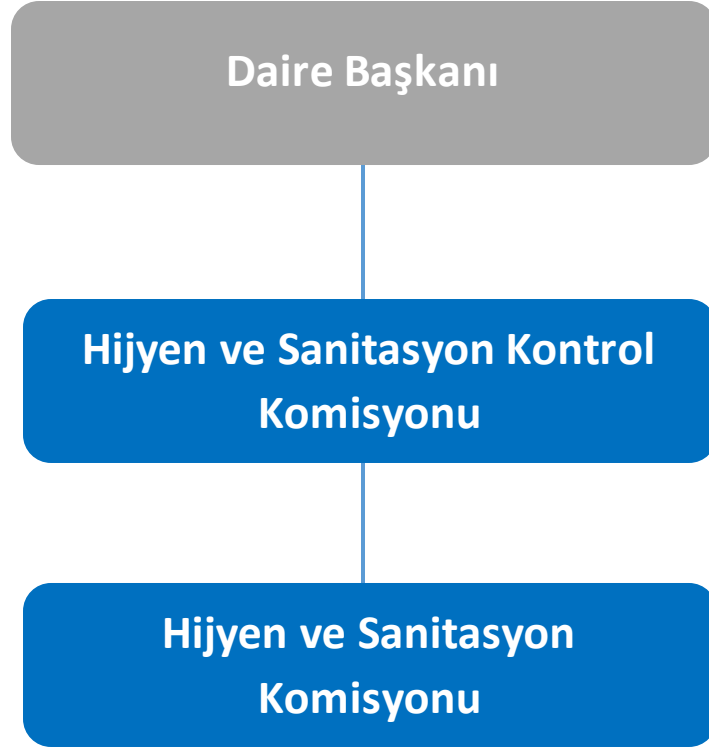 Daire Başkanı
Hijyen ve Sanitasyon Kontrol
Komisyonu
Hijyen ve Sanitasyon
Komisyonu